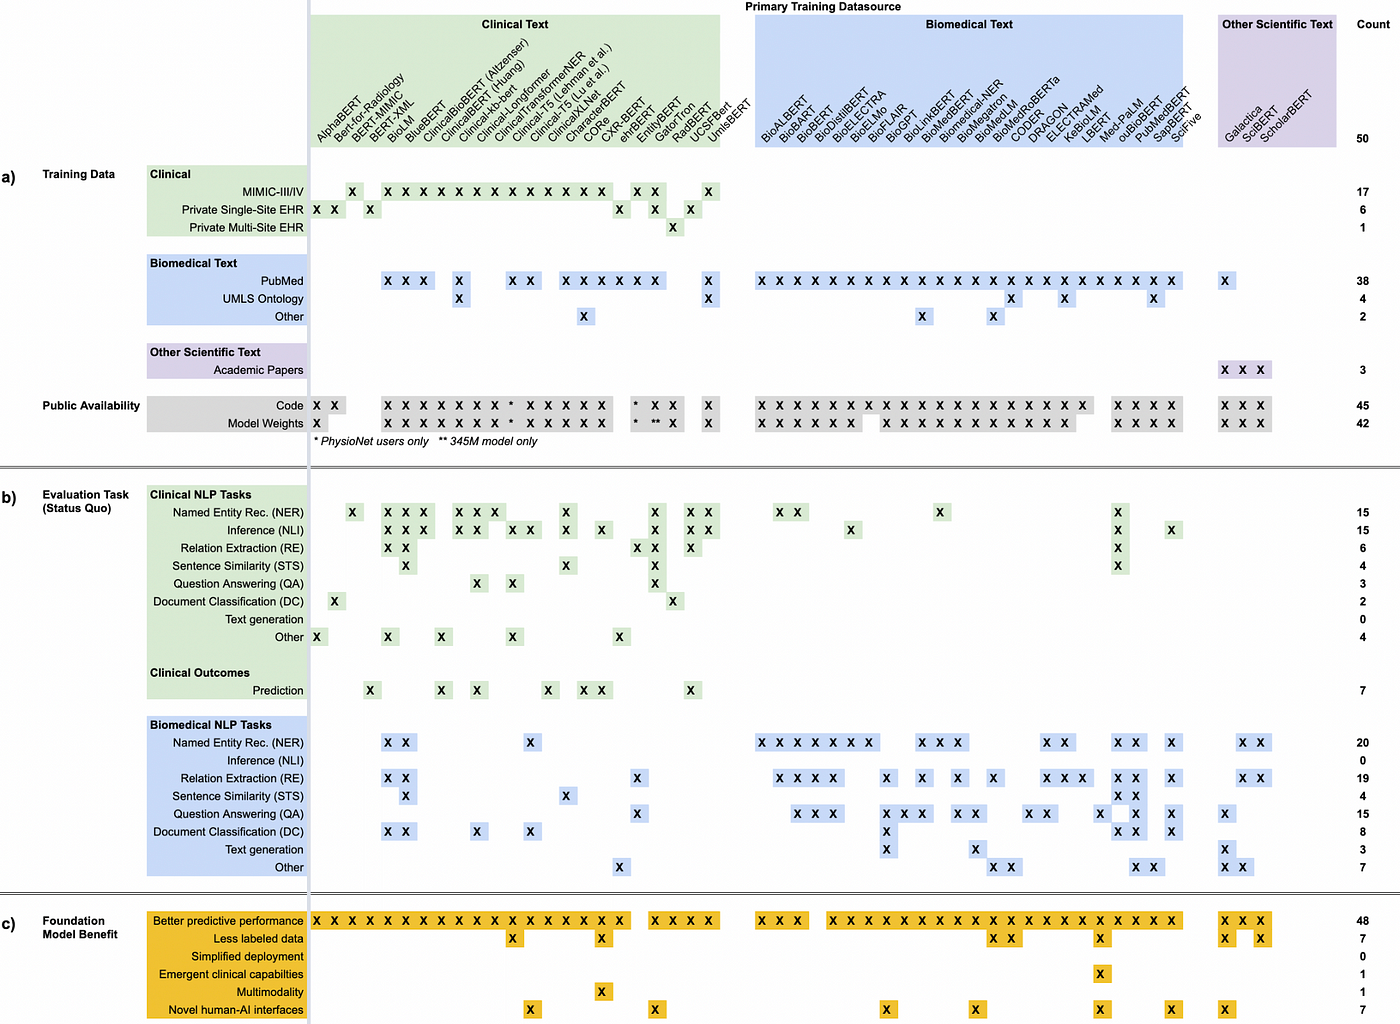 Primary Training Datasource
Clinical Text
Biomedical Text
Other Scientific Text
Count
AlphaBERT
Bert-for-Radiology
BERT-MIMIC
BERT-XML
BioLM
BlueBERT
ClinicalBioBERT (Altzenser)
ClinicalBERT (Huang)
Clinical-kb-bert
Clinical-Longformer
ClinicalTransformerNER
Clinical-T5 (Lehman et al.)
Clinical-T5 (Lu et al.)
ClinicalXLNet
CharacterBERT
CORe
CXR-BERT
ehrBERT
EntityBERT
GatorTron
RadBERT
UCSFBert
UmlsBERT
BioALBERT
BioBART
BioBERT
BioDistilBERT
BioELECTRA
BioELMo
BioFLAIR
BioGPT
BioLinkBERT
BioMedBERT
Biomedical-NER
BioMegatron
BioMedLM
BioMedRoBERTa
CODER
DRAGON
ELECTRAMed
KeBioLM
LBERT
Med-PaLM
ouBioBERT
PubMedBERT
SapBERT
SciFive
Galactica
SciBERT
ScholarBERT
50
a) Training Data
Clinical
MIMIC-III/IV X X X X X X X X X X X X X X X X X 17
Private Single-Site EHR X X X X X X 6
Private Multi-Site EHR X 1
Biomedical Text
PubMed X X X X X X X X X X X X X X X X X X X X X X X X X X X X X X X X X X X X X X 38
UMLS Ontology X X X X X 4
Other X X X 2
Other Scientific Text
Academic Papers X X X 3
Public Availability
Code X X X X X X X X X * X X X X X * X X X X X X X X X X X X X X X X X X X X X X X X X X X X X X X 45
Model Weights X X X X X X X X * X X X X X * ** X X X X X X X X X X X X X X X X X X X X X X X X X X 42
* PhysioNet users only ** 345M model only
b) Evaluation Task
(Status Quo)
Clinical NLP Tasks
Named Entity Rec. (NER) X X X X X X X X X X X X X X X 15
Inference (NLI) X X X X X X X X X X X X X X X 15
Relation Extraction (RE) X X X X X X 6
Sentence Similarity (STS) X X X X 4
Question Answering (QA) X X X 3
Document Classification (DC) X X 2
Text generation 0
Other X X X X X 4
Clinical Outcomes
Prediction X X X X X X X 7
Biomedical NLP Tasks
Named Entity Rec. (NER) X X X X X X X X X X X X X X X X X X X X 20
Inference (NLI) 0
Relation Extraction (RE) X X X X X X X X X X X X X X X X X X X 19
Sentence Similarity (STS) X X X X 4
Question Answering (QA) X X X X X X X X X X X X X X X 15
Document Classification (DC) X X X X X X X X 8
Text generation X X X 3
Other X X X X X X X 7
c) Foundation
Model Benefit
Better predictive performance X X X X X X X X X X X X X X X X X X X X X X X X X X X X X X X X X X X X X X X X X X X X X X X X 48
Less labeled data X X X X X X X 7
Simplified deployment 0
Emergent clinical capabilties X 1
Multimodality X 1
Novel human-AI interfaces X X X X X X X 7